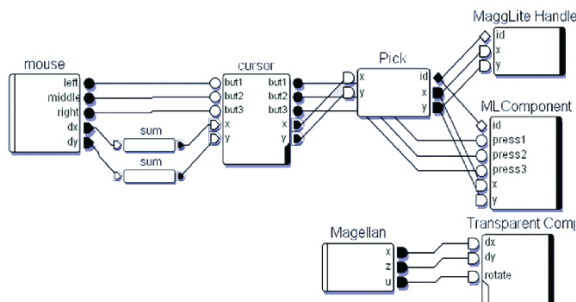 MaggLite Handle
id
x
y
mouse
left
middle
right
dx
dy
sum
sum
cursor
but1
but2
but3
x
y
but1
but2
but3
x
y
Pick
x
y
id
x
y
MLComponent
id
press1
press2
press3
x
y
Magellan
x
z
u
Transparent Comp
dx
dy
rotate